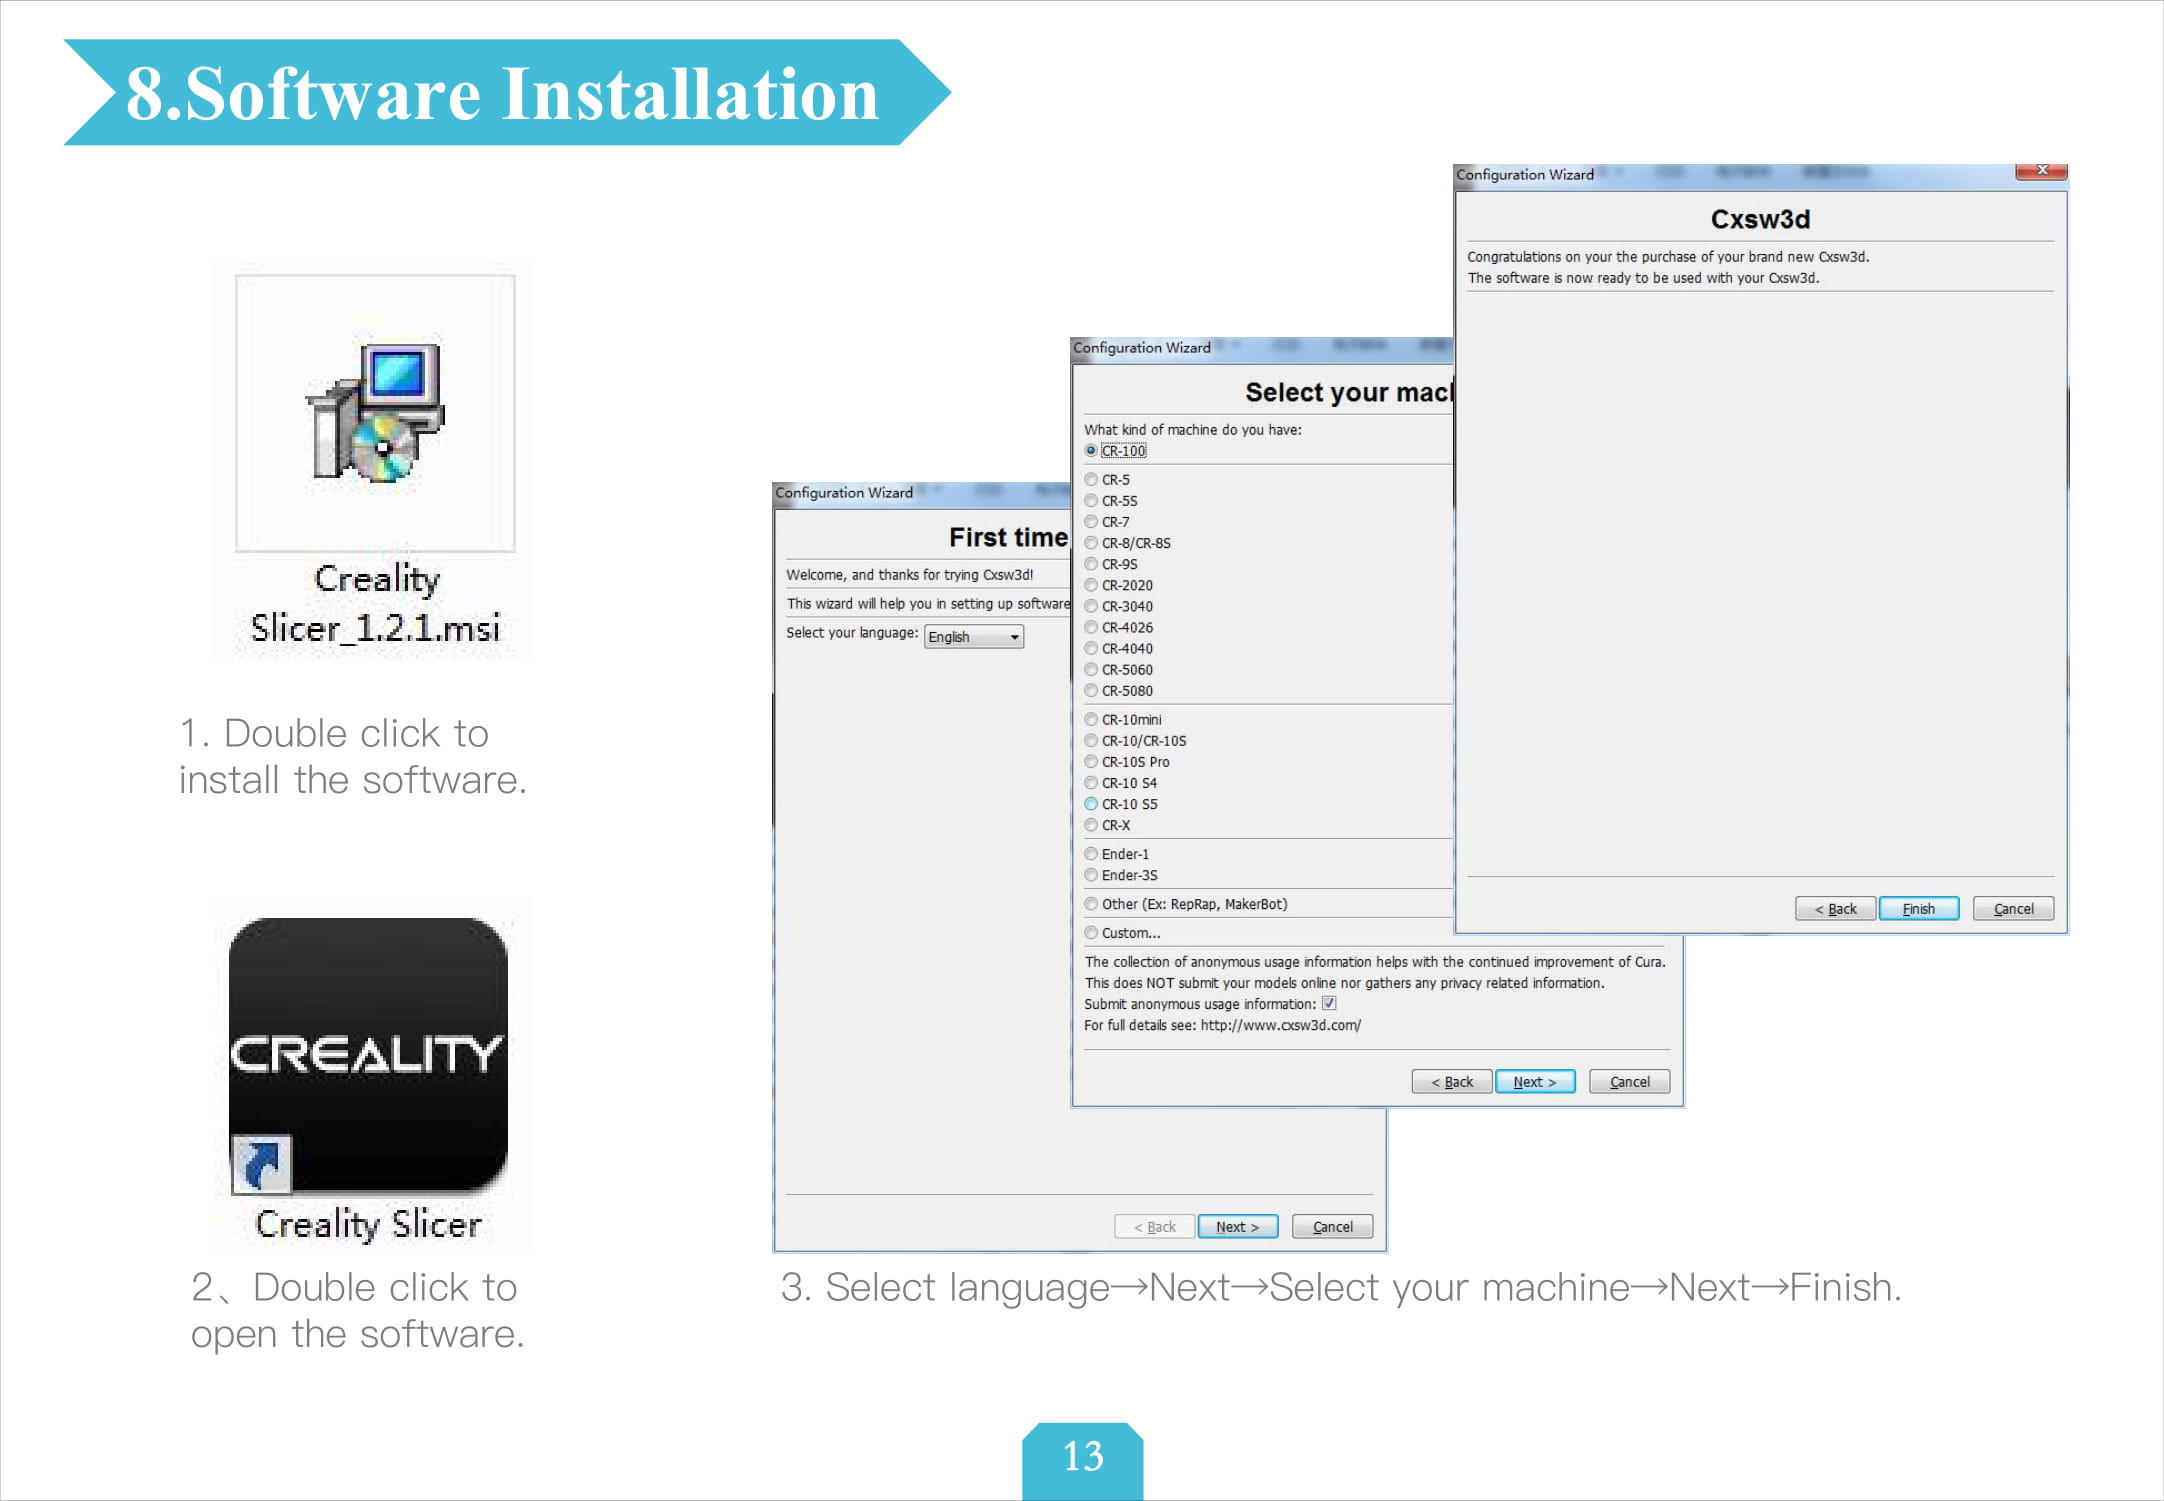 8.Software Installation
Creality
Slicer_1.2.1.msi
1. Double click to
install the software.
CREALITY
Creality Slicer
2、Double click to
open the software.
Configuration Wizard
First time
Welcome, and thanks for trying Cxsw3d!
This wizard will help you in setting up software
Select your language: English
< Back Next > Cancel
Configuration Wizard
Select your mac
What kind of machine do you have:
CR-100
CR-5
CR-5S
CR-7
CR-8/CR-8S
CR-9S
CR-2020
CR-3040
CR-4026
CR-4040
CR-5060
CR-5080
CR-10mini
CR-10/CR-10S
CR-10S Pro
CR-10 S4
CR-10 S5
CR-X
Ender-1
Ender-3S
Other (Ex: RepRap, MakerBot)
Custom...
The collection of anonymous usage information helps with the continued improvement of Cura.
This does NOT submit your models online nor gathers any privacy related information.
Submit anonymous usage information:
For full details see: http://www.cxsw3d.com/
< Back Next > Cancel
Configuration Wizard
Cxsw3d
Congratulations on your the purchase of your brand new Cxsw3d.
The software is now ready to be used with your Cxsw3d.
< Back Finish Cancel
3. Select language→Next→Select your machine→Next→Finish.
13